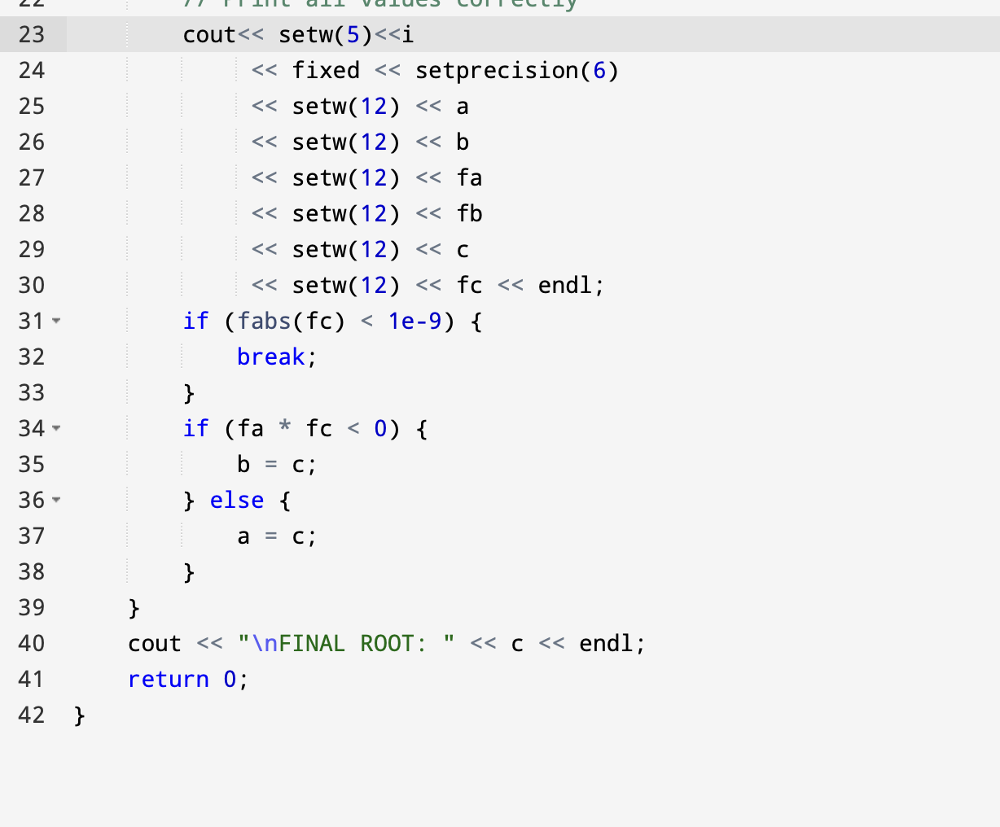 22 // Print all values correctly
23 cout<< setw(5)<<i
24 << fixed << setprecision(6)
25 << setw(12) << a
26 << setw(12) << b
27 << setw(12) << fa
28 << setw(12) << fb
29 << setw(12) << c
30 << setw(12) << fc << endl;
31 if (fabs(fc) < 1e-9) {
32 break;
33 }
34 if (fa * fc < 0) {
35 b = c;
36 } else {
37 a = c;
38 }
39 }
40 cout << "\nFINAL ROOT: " << c << endl;
41 return 0;
42 }